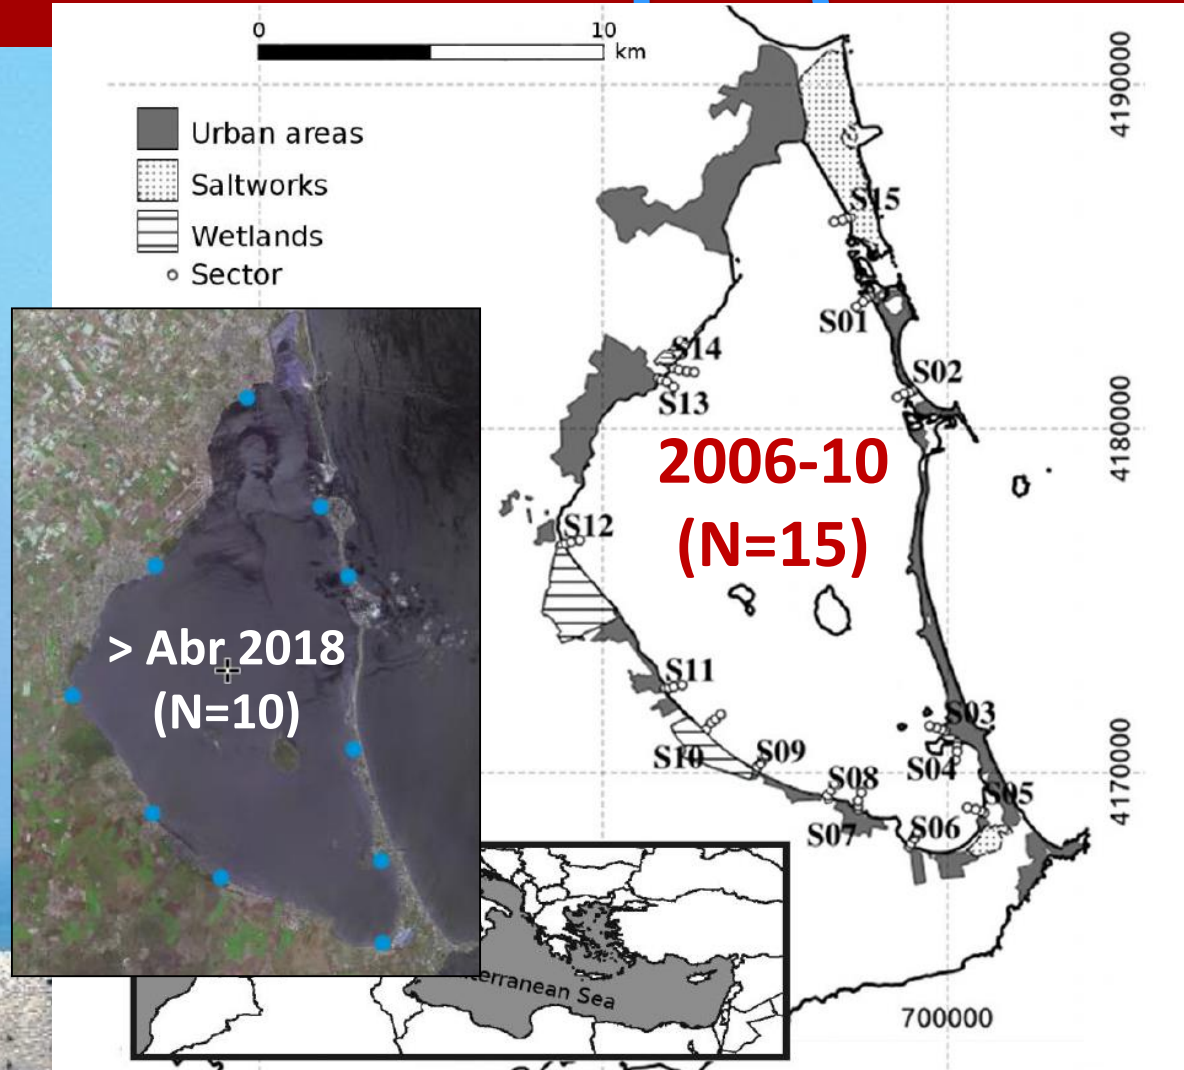 0 10
km
Urban areas
Saltworks
Wetlands
Sector
4190000
S15
S01
S14
S02
S13
4180000
2006-10
(N=15)
S12
> Abr 2018
(N=10)
S11
S03
S10
S09
S04
4170000
S08
S05
S07
S06
terranean Sea
700000